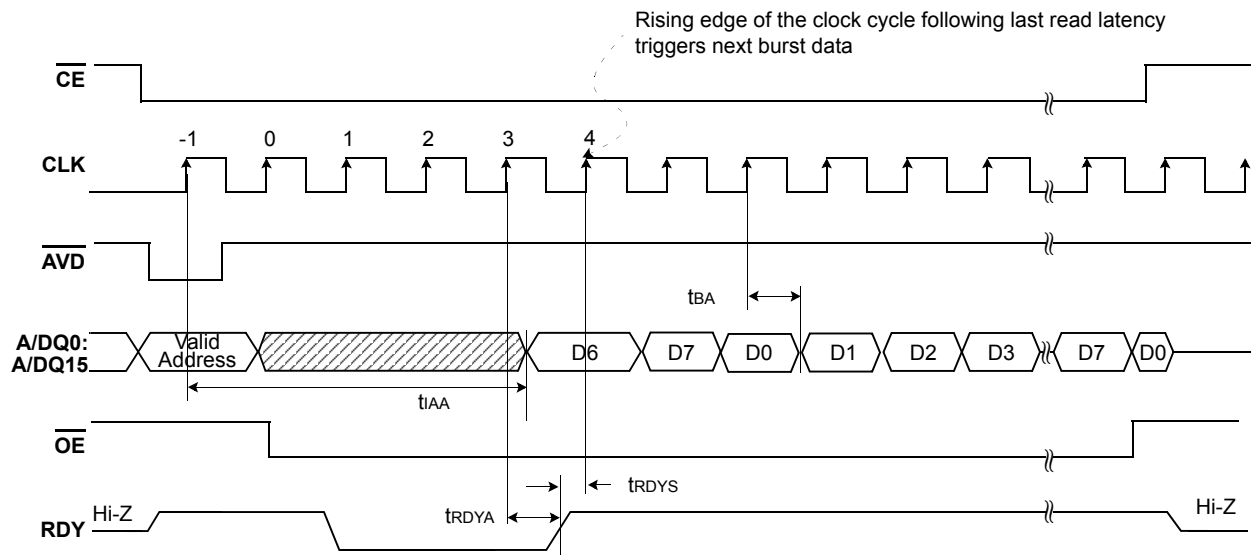 Rising edge of the clock cycle following last read latency
triggers next burst data
CE
-1 0 1 2 3 4
CLK
AVD
tBA
A/DQ0:
A/DQ15
Valid
Address
D6 D7 D0 D1 D2 D3 D7 D0
tIAA
OE
tRDYS
tRDYA
Hi-Z
RDY
Hi-Z